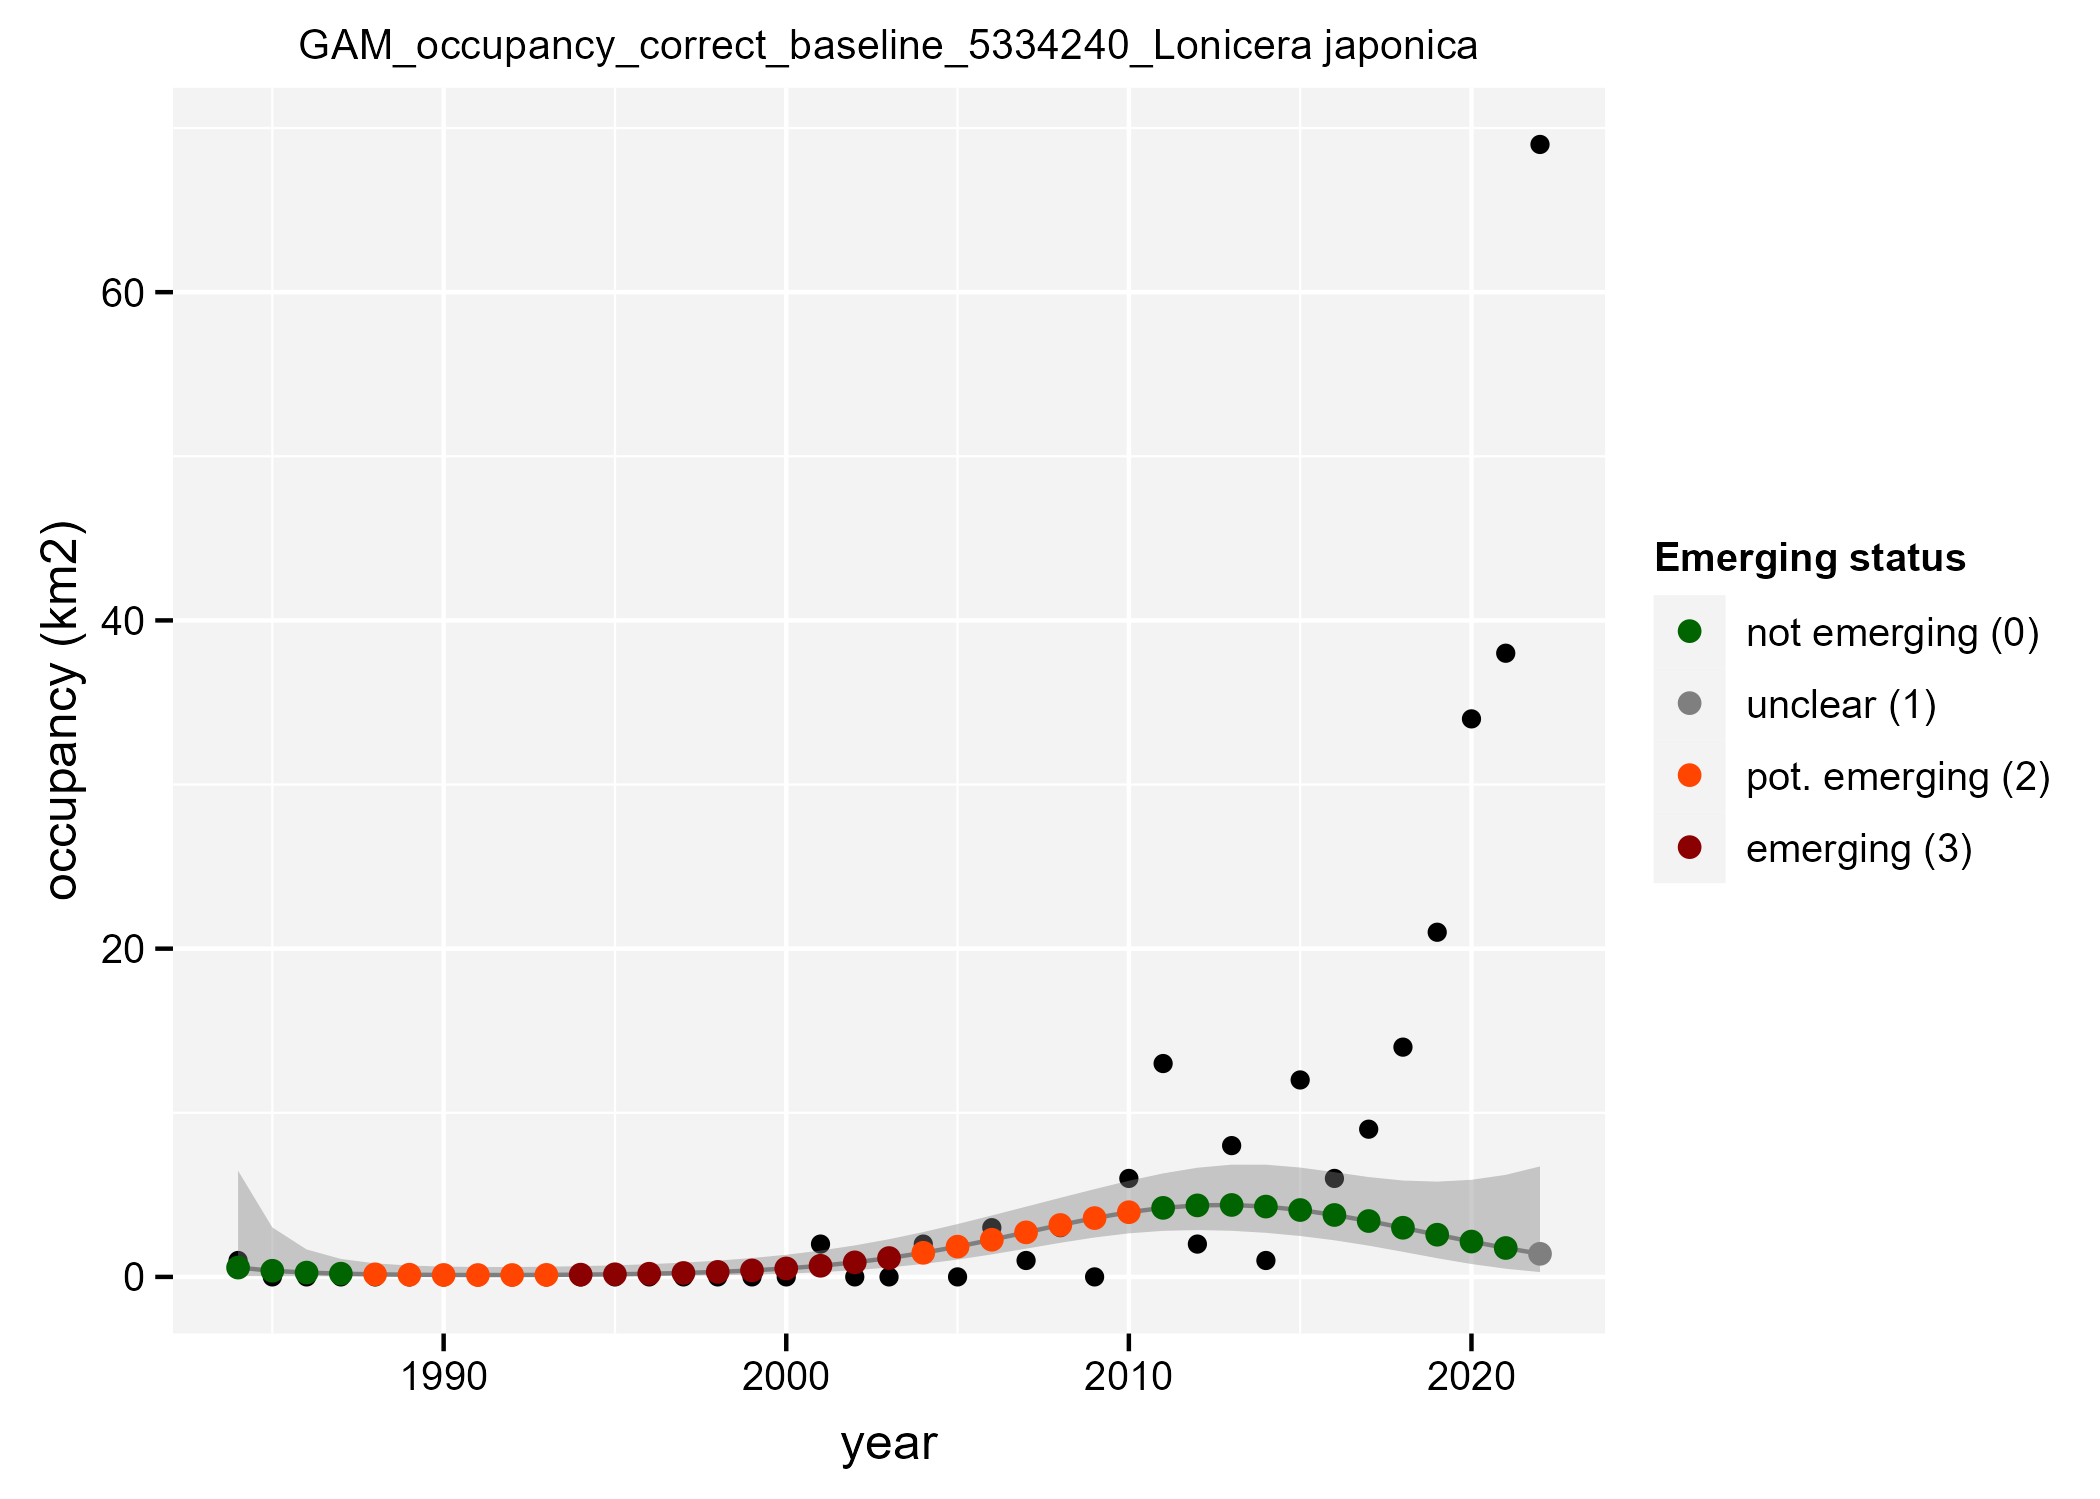 GAM_occupancy_correct_baseline_5334240_Lonicera japonica
occupancy (km2)
60
40
20
0
1990 2000 2010 2020
year
Emerging status
not emerging (0)
unclear (1)
pot. emerging (2)
emerging (3)